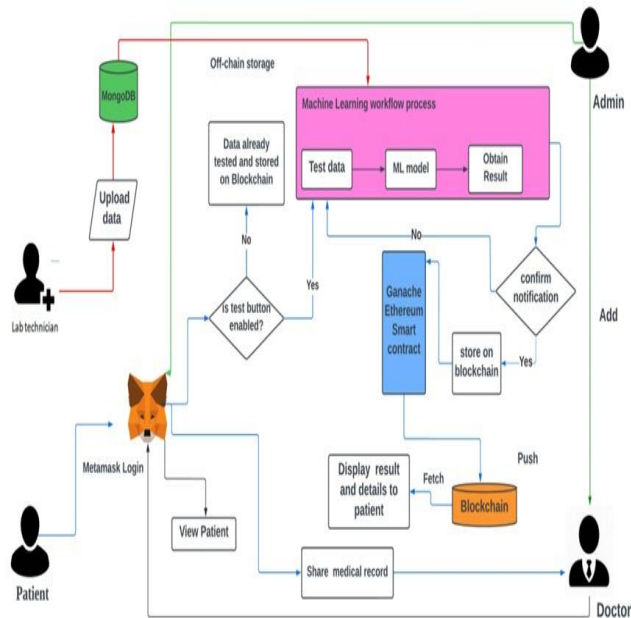 Off-chain storage
MongoDB
Machine Learning workflow process
Admin
Data already
tested and stored
on Blockchain
Test data
ML model
Obtain
Result
Upload
data
No
No
Yes
Lab technician
Is test button
enabled?
Ganache
Ethereum
Smart
contract
confirm
notification
Add
store on
blockchain
Yes
Metamask Login
Push
Display result
and details to
patient
Fetch
Blockchain
View Patient
Share medical record
Patient
Doctor